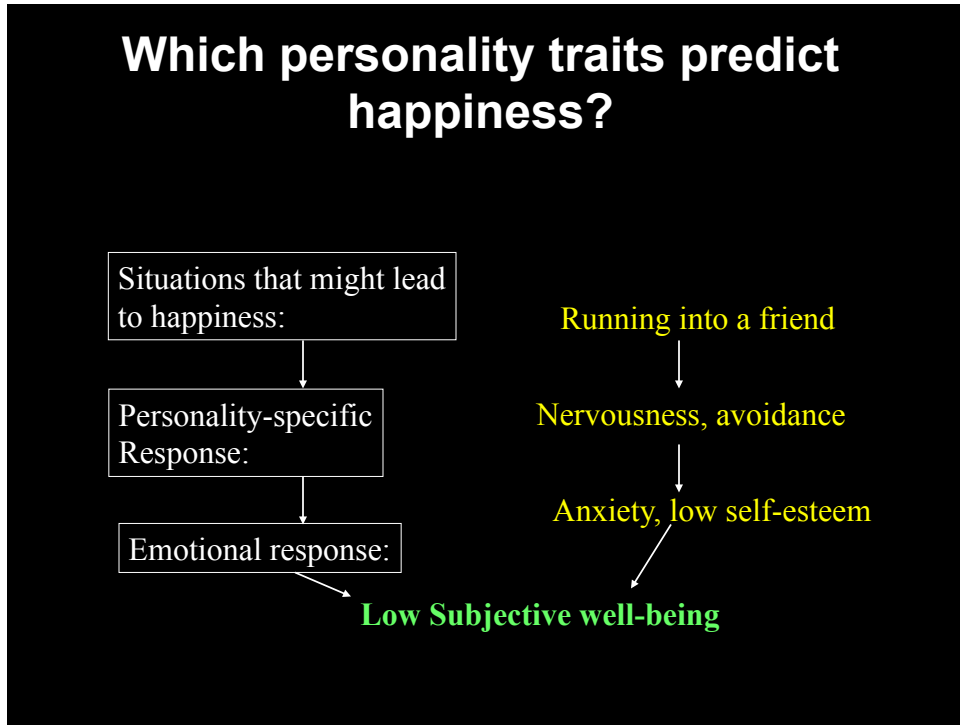 Which personality traits predict
happiness?
Situations that might lead
to happiness:
Running into a friend
Personality-specific
Response:
Nervousness, avoidance
Emotional response:
Anxiety, low self-esteem
Low Subjective well-being